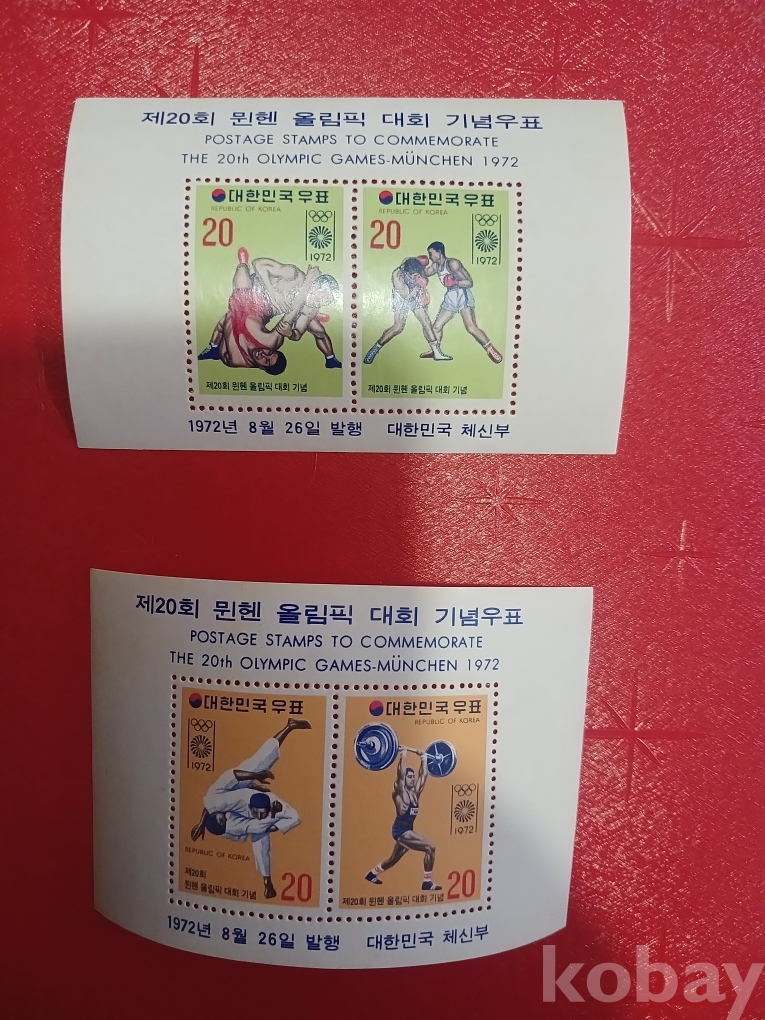 제20회 뮌헨 올림픽 대회 기념우표
POSTAGE STAMPS TO COMMEMORATE
THE 20th OLYMPIC GAMES-MÜNCHEN 1972
대한민국우표
REPUBLIC OF KOREA
20
1972
제20회 뮌헨 올림픽 대회 기념
대한민국우표
REPUBLIC OF KOREA
20
1972
제20회 뮌헨 올림픽 대회 기념
1972년 8월 26일 발행 대한민국 체신부
제20회 뮌헨 올림픽 대회 기념우표
POSTAGE STAMPS TO COMMEMORATE
THE 20th OLYMPIC GAMES-MÜNCHEN 1972
대한민국우표
1972
REPUBLIC OF KOREA
제20회
뮌헨 올림픽 대회 기념
20
대한민국우표
REPUBLIC OF KOREA
1972
제20회 뮌헨 올림픽 대회 기념
20
1972년 8월 26일 발행 대한민국 체신부
kobay